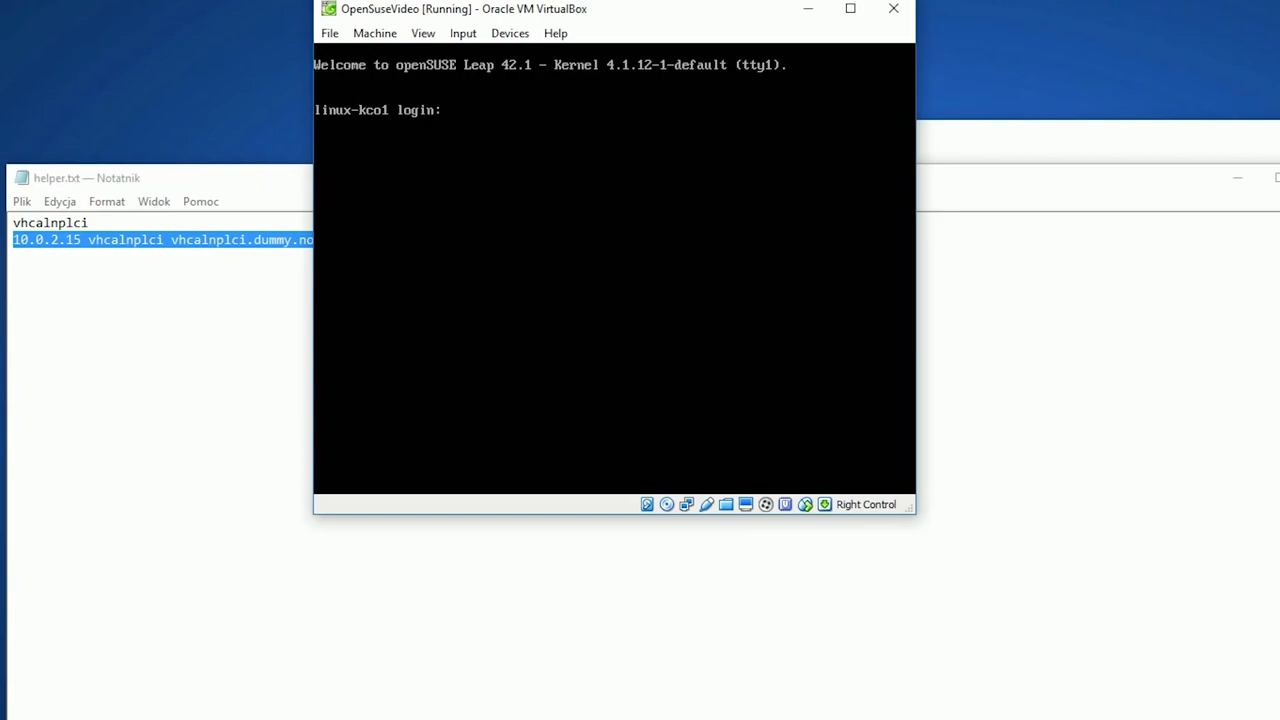 OpenSuseVideo [Running] - Oracle VM VirtualBox
File Machine View Input Devices Help
Welcome to openSUSE Leap 42.1 - Kernel 4.1.12-1-default (tty1).
linux-kco1 login:
helper.txt — Notatnik
Plik Edycja Format Widok Pomoc
vhcalnplci
10.0.2.15 vhcalnplci vhcalnplci.dummy.no
Right Control